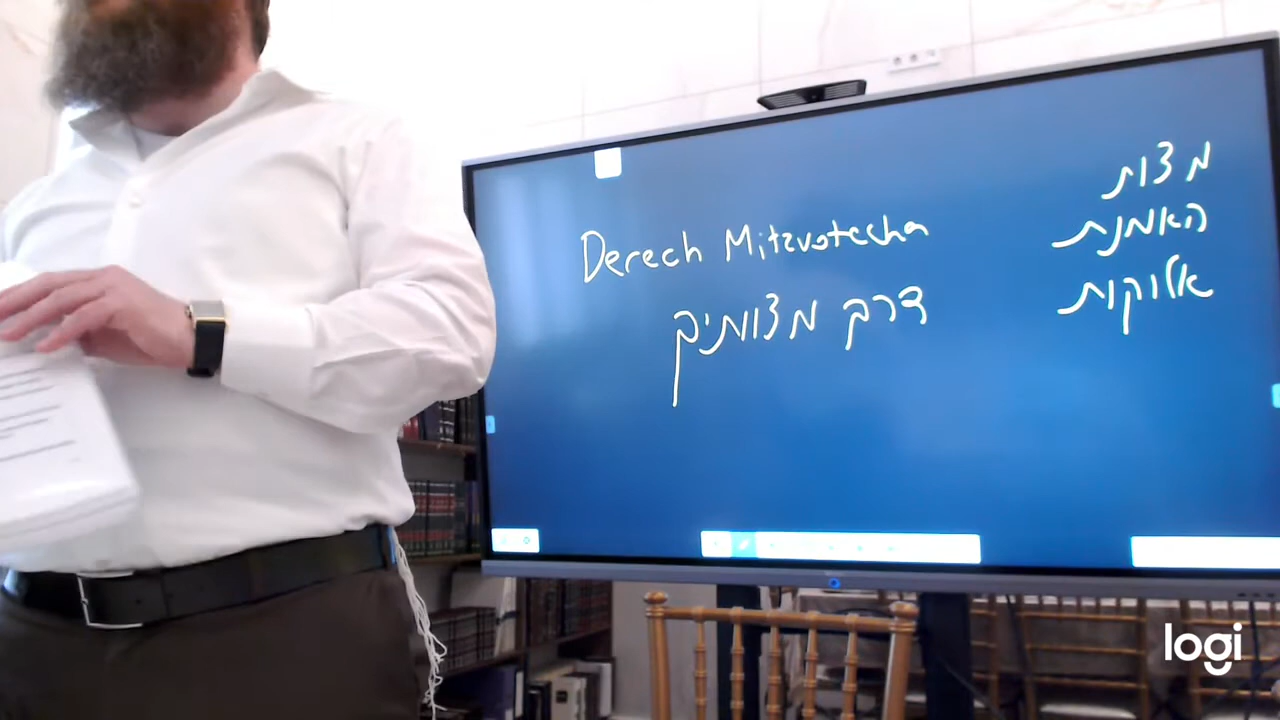 Derech Mitzvotecha
דרך מצותיך
מצות
האמנת
אלוקות
logi